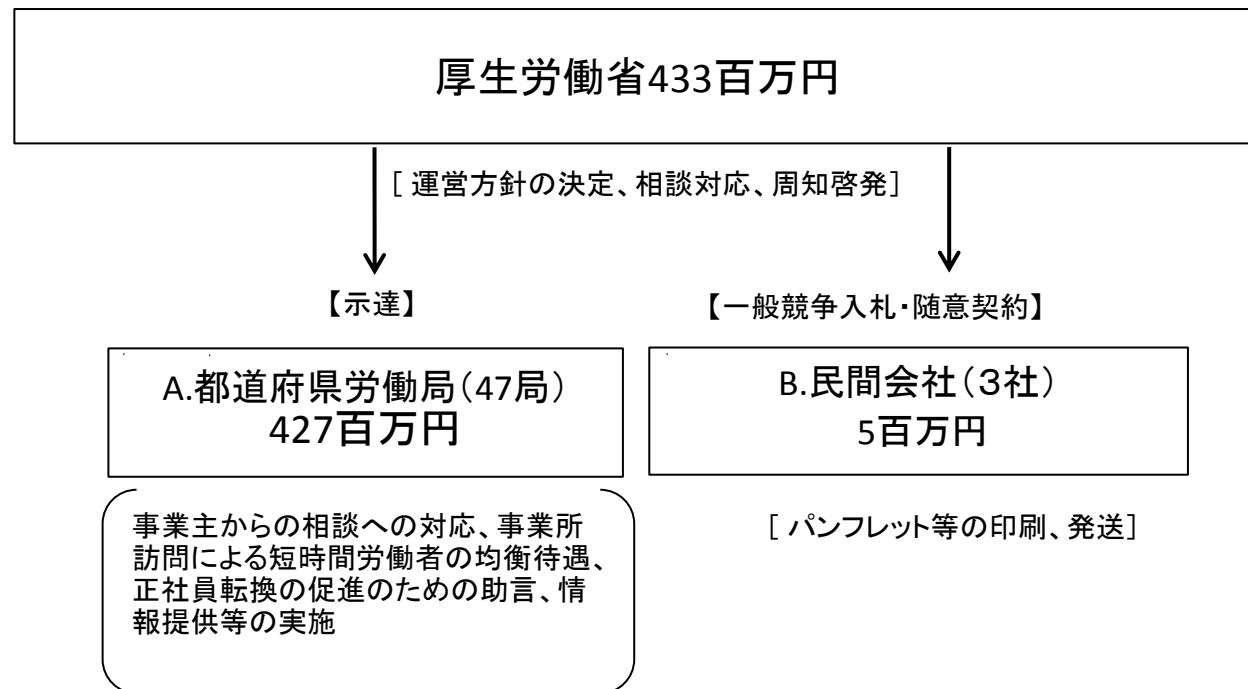 厚生労働省433百万円
[ 運営方針の決定、相談対応、周知啓発]
【示達】
【一般競争入札・随意契約】
A.都道府県労働局(47局)
427百万円
B.民間会社(3社)
5百万円
事業主からの相談への対応、事業所
訪問による短時間労働者の均衡待遇、
正社員転換の促進のための助言、情
報提供等の実施
[ パンフレット等の印刷、発送]